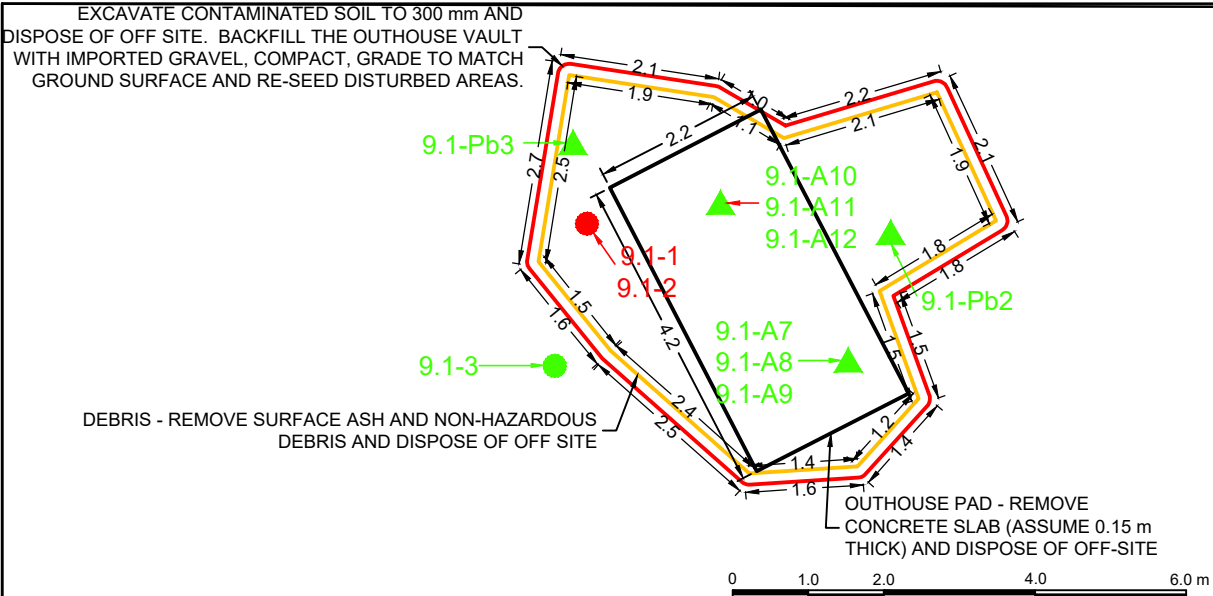 EXCAVATE CONTAMINATED SOIL TO 300 mm AND
DISPOSE OF OFF SITE. BACKFILL THE OUTHOUSE VAULT
WITH IMPORTED GRAVEL, COMPACT, GRADE TO MATCH
GROUND SURFACE AND RE-SEED DISTURBED AREAS.
2.1
1.9
1.0
1.1
2.2
2.1
2.2
2.1
1.9
9.1-Pb3
2.7
2.5
9.1-A10
9.1-A11
9.1-A12
9.1-1
9.1-2
1.8
1.8
9.1-Pb2
1.5
1.6
4.2
9.1-A7
9.1-A8
9.1-A9
1.5
1.5
9.1-3
2.4
2.5
1.2
1.4
1.4
1.6
DEBRIS - REMOVE SURFACE ASH AND NON-HAZARDOUS
DEBRIS AND DISPOSE OF OFF SITE
OUTHOUSE PAD - REMOVE
CONCRETE SLAB (ASSUME 0.15 m
THICK) AND DISPOSE OF OFF-SITE
0 1.0 2.0 4.0 6.0 m